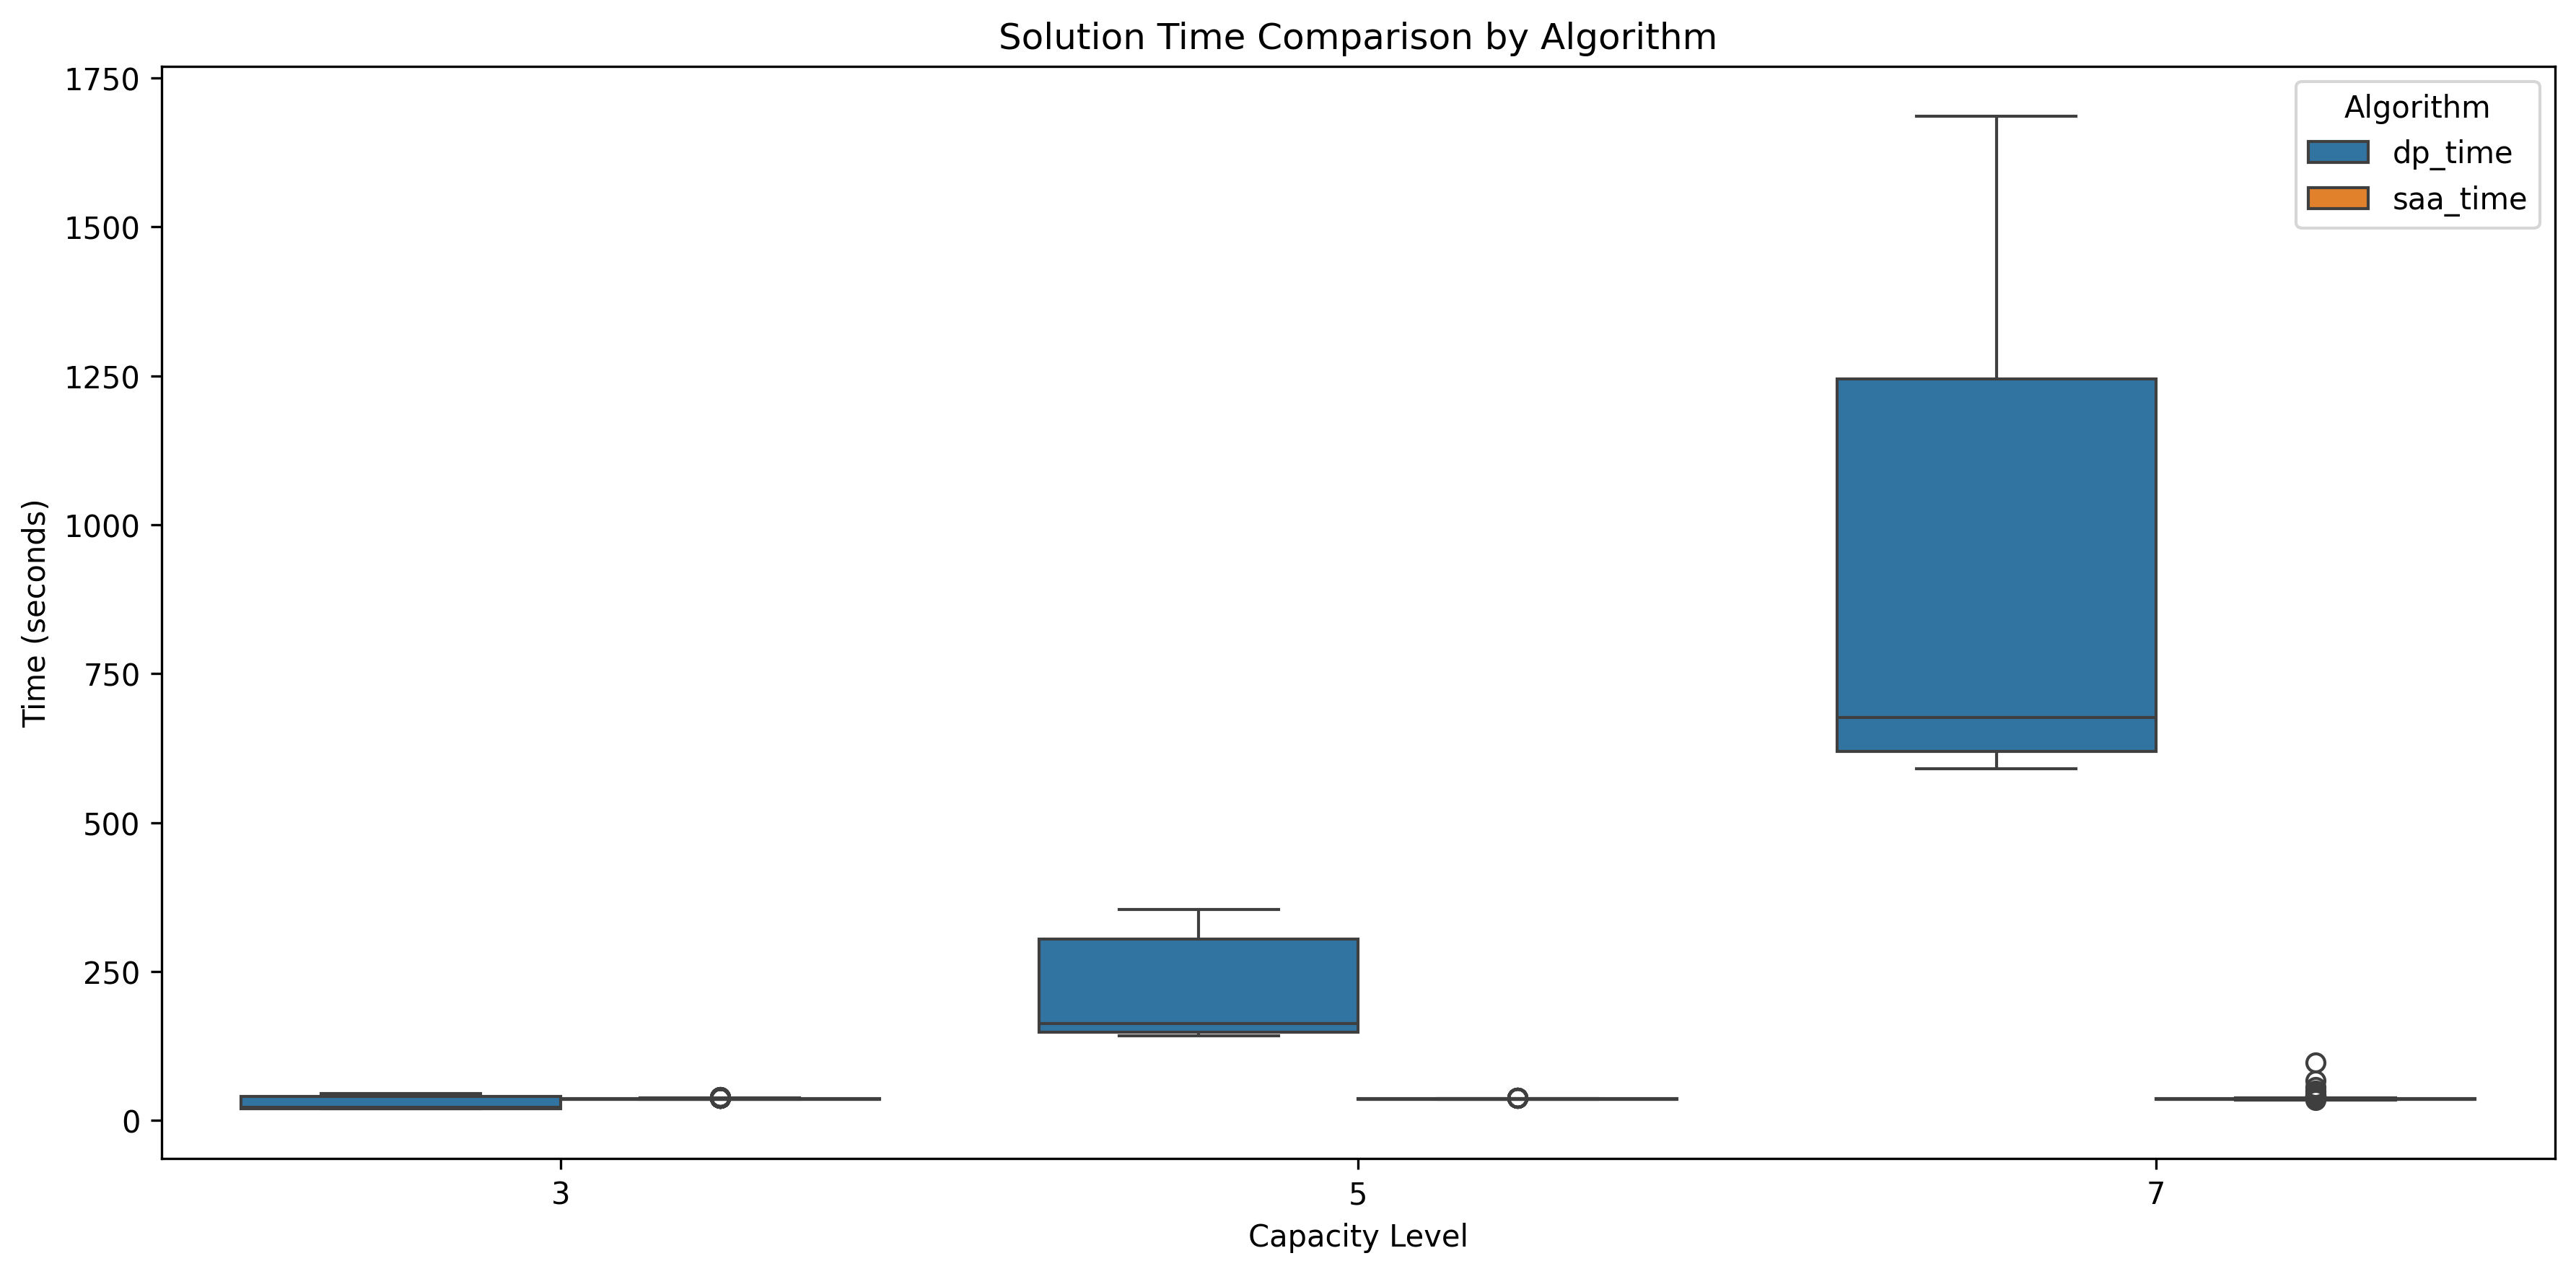 Solution Time Comparison by Algorithm
1750
1500
1250
1000
750
500
250
0
Time (seconds)
3
5
7
Capacity Level
Algorithm
dp_time
saa_time